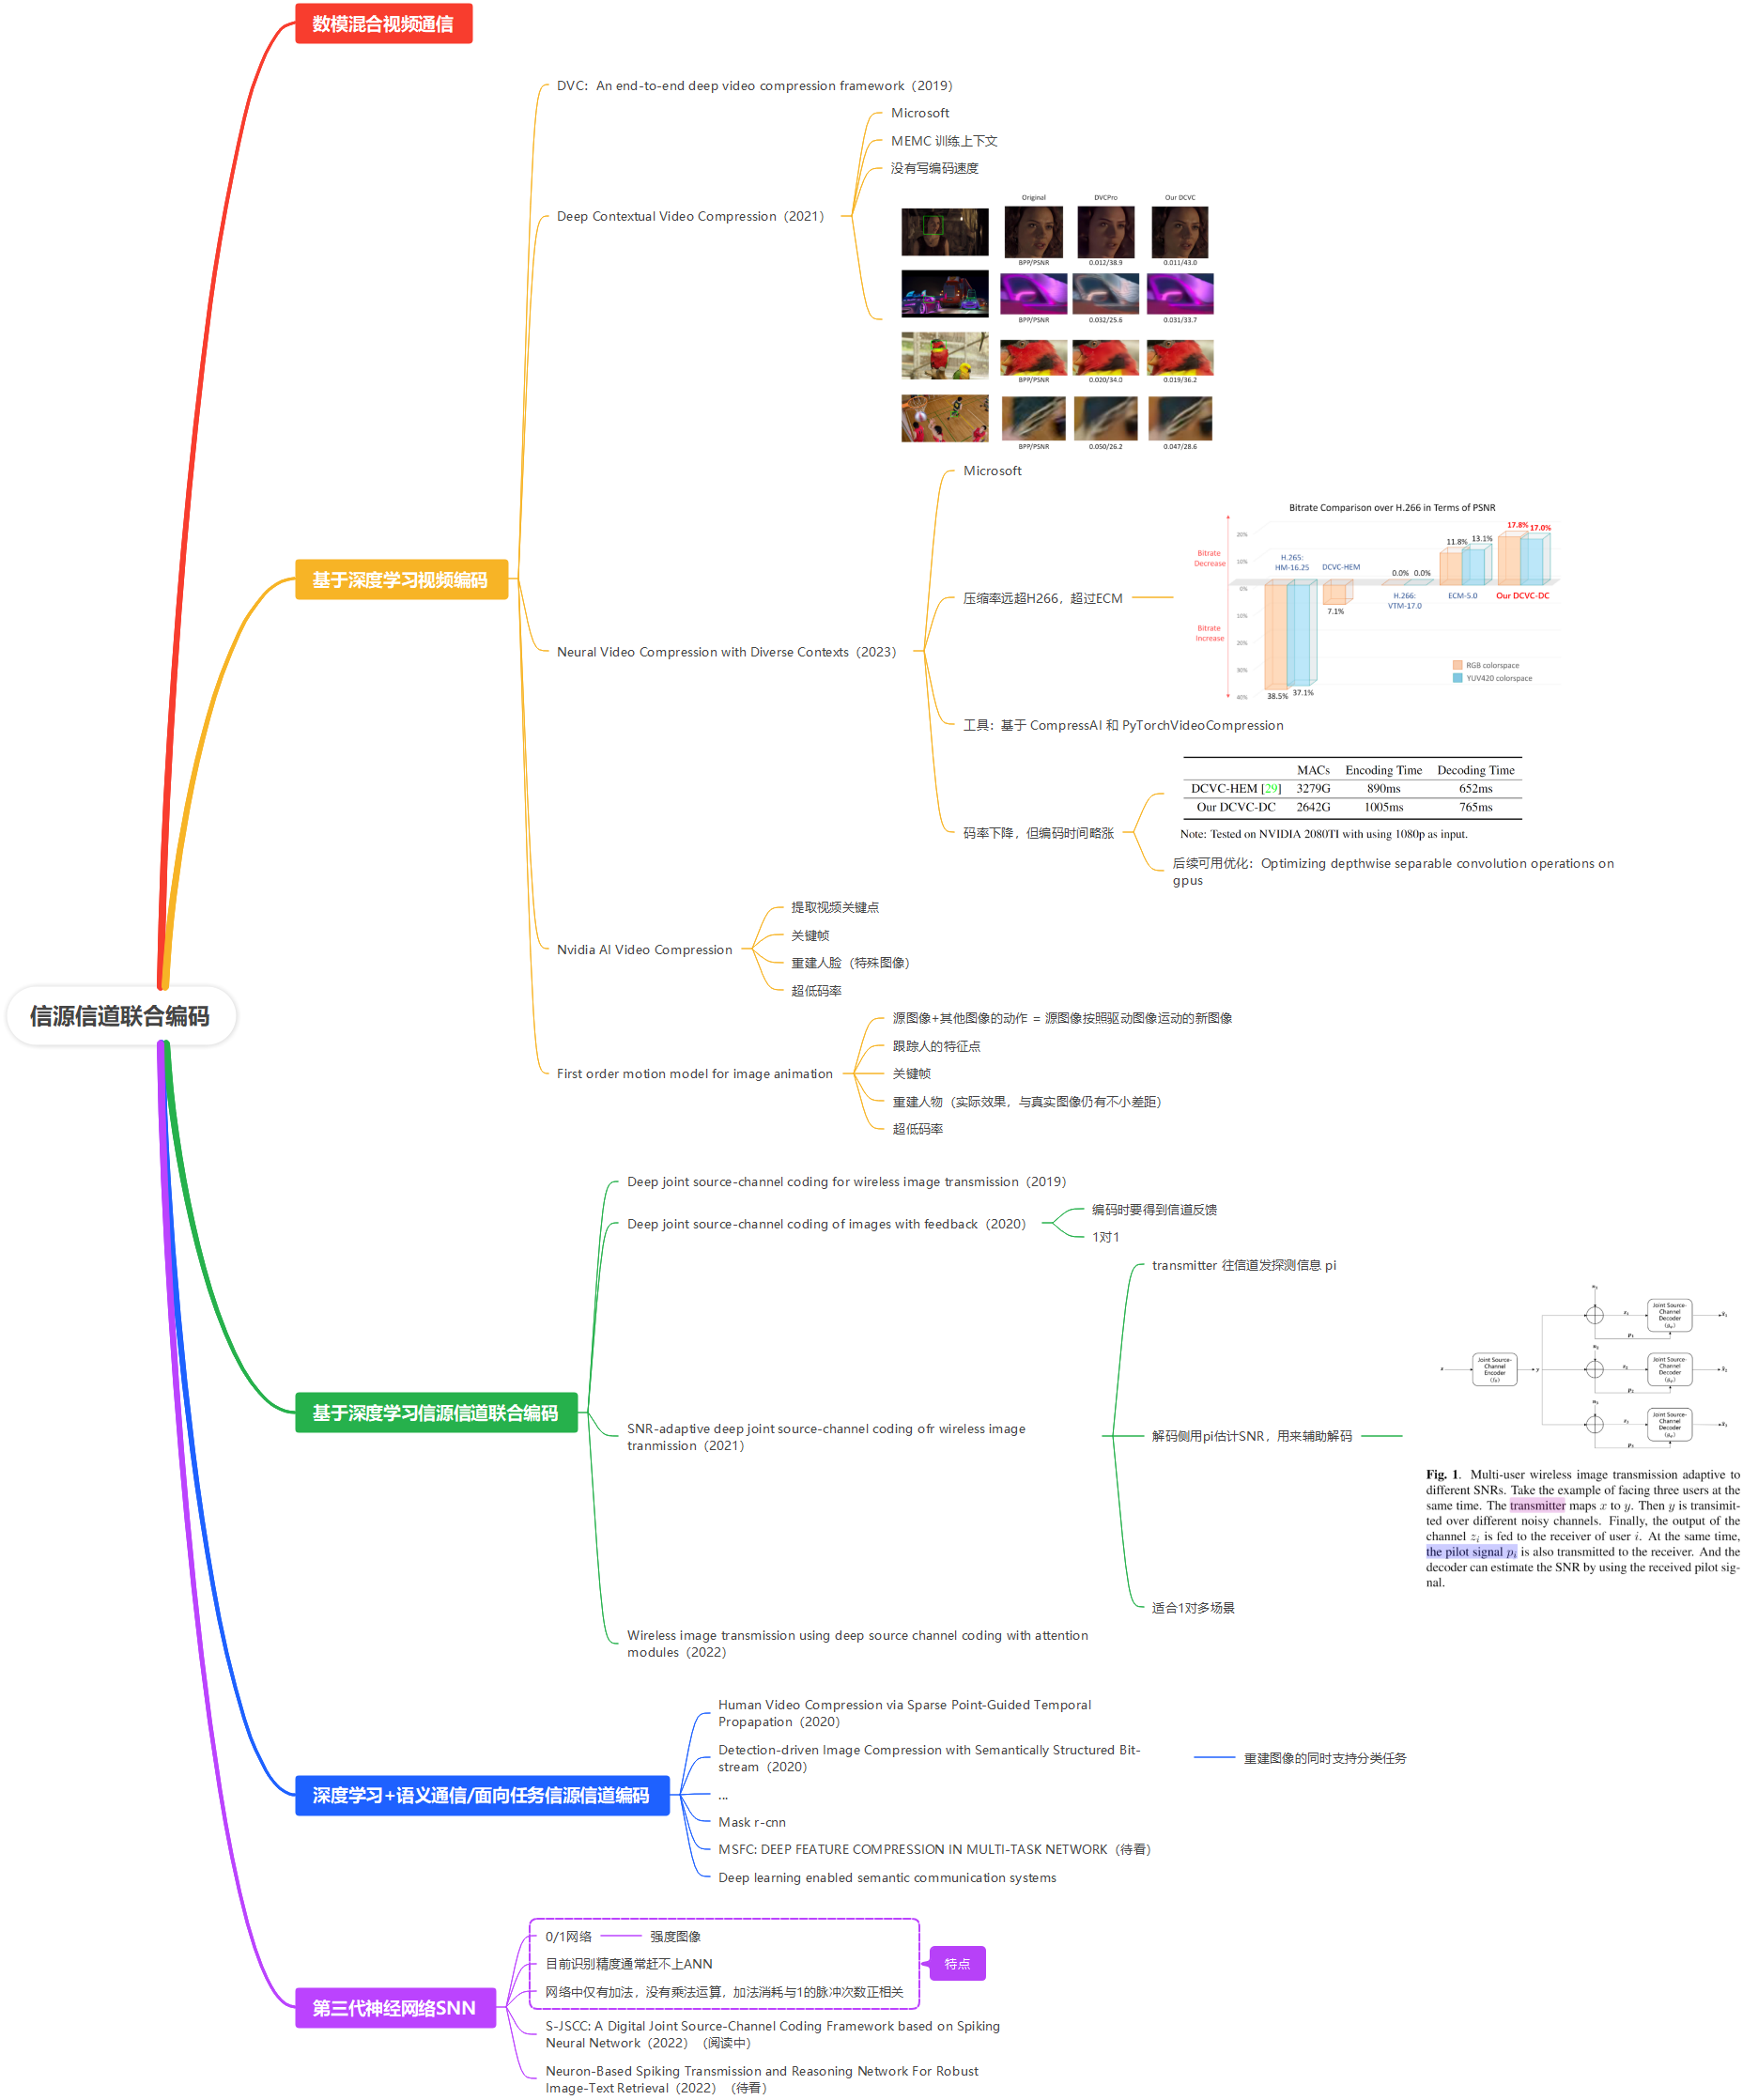 数模混合视频通信
DVC：An end-to-end deep video compression framework（2019）
Microsoft
MEMC 训练上下文
没有写编码速度
Deep Contextual Video Compression（2021）
Original DVCPro Our DCVC
BPP/PSNR 0.012/38.9 0.011/43.0
BPP/PSNR 0.032/25.6 0.031/33.7
BPP/PSNR 0.020/34.0 0.019/36.2
BPP/PSNR 0.050/26.2 0.047/28.6
基于深度学习视频编码
Neural Video Compression with Diverse Contexts（2023）
Microsoft
压缩率远超H266，超过ECM
Bitrate Comparison over H.266 in Terms of PSNR
Bitrate
Decrease
Bitrate
Increase
20%
10%
0%
10%
20%
30%
40%
H.265:
HM-16.25
DCVC-HEM
38.5% 37.1%
7.1%
0.0% 0.0%
H.266:
VTM-17.0
11.8% 13.1%
ECM-5.0
17.8% 17.0%
Our DCVC-DC
RGB colorspace
YUV420 colorspace
工具：基于 CompressAI 和 PyTorchVideoCompression
码率下降，但编码时间略涨
MACs Encoding Time Decoding Time
DCVC-HEM [29] 3279G 890ms 652ms
Our DCVC-DC 2642G 1005ms 765ms
Note: Tested on NVIDIA 2080TI with using 1080p as input.
后续可用优化：Optimizing depthwise separable convolution operations on
gpus
Nvidia AI Video Compression
提取视频关键点
关键帧
重建人脸（特殊图像）
超低码率
信源信道联合编码
First order motion model for image animation
源图像+其他图像的动作 = 源图像按照驱动图像运动的新图像
跟踪人的特征点
关键帧
重建人物（实际效果，与真实图像仍有不小差距）
超低码率
基于深度学习信源信道联合编码
Deep joint source-channel coding for wireless image transmission（2019）
Deep joint source-channel coding of images with feedback（2020）
编码时要得到信道反馈
1对1
SNR-adaptive deep joint source-channel coding ofr wireless image
tranmission（2021）
transmitter 往信道发探测信息 pi
解码侧用pi估计SNR，用来辅助解码
Joint Source-
Channel
Encoder
Joint Source-
Channel
Decoder
Joint Source-
Channel
Decoder
Joint Source-
Channel
Decoder
Fig. 1. Multi-user wireless image transmission adaptive to
different SNRs. Take the example of facing three users at the
same time. The transmitter maps x to y. Then y is transimit-
ted over different noisy channels. Finally, the output of the
channel zᵢ is fed to the receiver of user i. At the same time,
the pilot signal pᵢ is also transmitted to the receiver. And the
decoder can estimate the SNR by using the received pilot sig-
nal.
适合1对多场景
Wireless image transmission using deep source channel coding with attention
modules（2022）
深度学习+语义通信/面向任务信源信道编码
Human Video Compression via Sparse Point-Guided Temporal
Propapation（2020）
Detection-driven Image Compression with Semantically Structured Bit-
stream（2020）
重建图像的同时支持分类任务
...
Mask r-cnn
MSFC: DEEP FEATURE COMPRESSION IN MULTI-TASK NETWORK（待看）
Deep learning enabled semantic communication systems
第三代神经网络SNN
0/1网络 强度图像
目前识别精度通常赶不上ANN
网络中仅有加法，没有乘法运算，加法消耗与1的脉冲次数正相关
特点
S-JSCC: A Digital Joint Source-Channel Coding Framework based on Spiking
Neural Network（2022）（阅读中）
Neuron-Based Spiking Transmission and Reasoning Network For Robust
Image-Text Retrieval（2022）（待看）